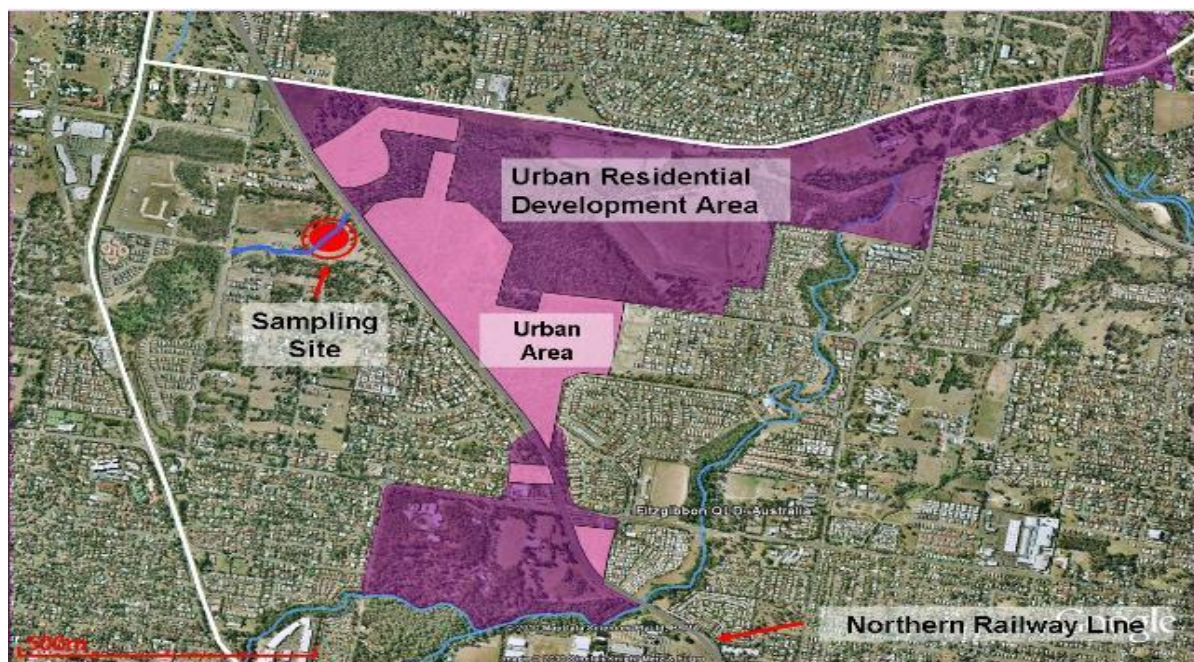 Urban Residential
Development Area
Sampling
Site
Urban
Area
Fitzgibbon QLD Australia
500m
Northern Railway Line
Google